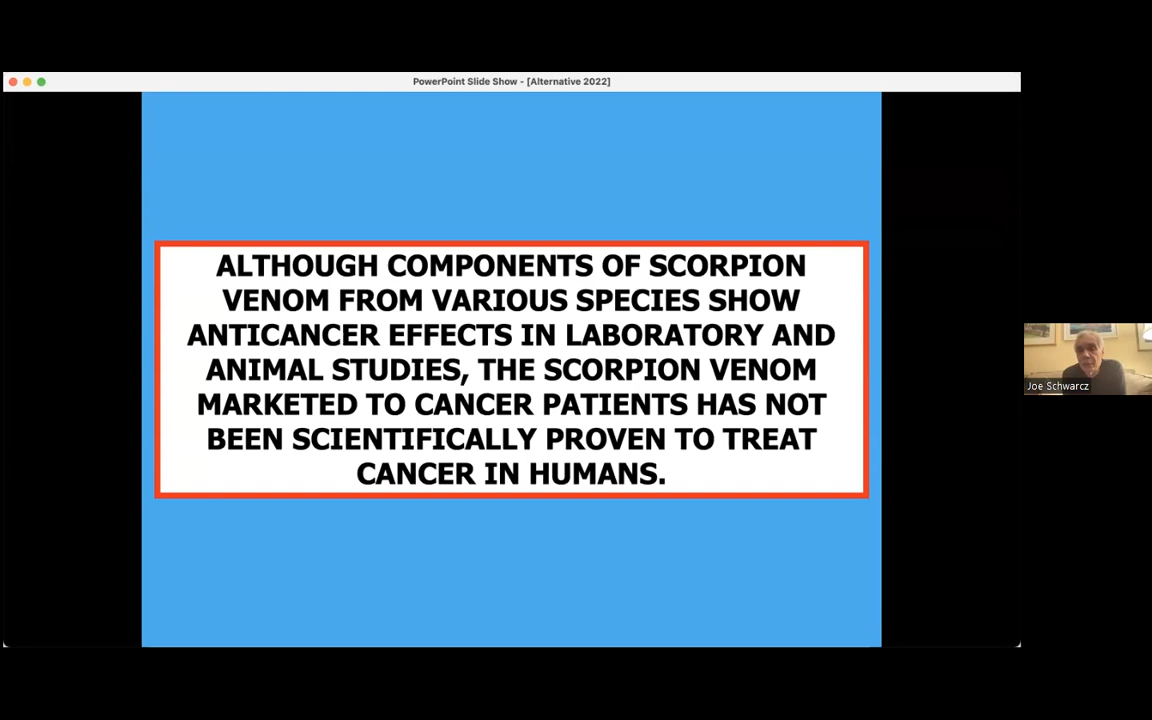 PowerPoint Slide Show - [Alternative 2022]
ALTHOUGH COMPONENTS OF SCORPION
VENOM FROM VARIOUS SPECIES SHOW
ANTICANCER EFFECTS IN LABORATORY AND
ANIMAL STUDIES, THE SCORPION VENOM
MARKETED TO CANCER PATIENTS HAS NOT
BEEN SCIENTIFICALLY PROVEN TO TREAT
CANCER IN HUMANS.
Joe Schwarcz